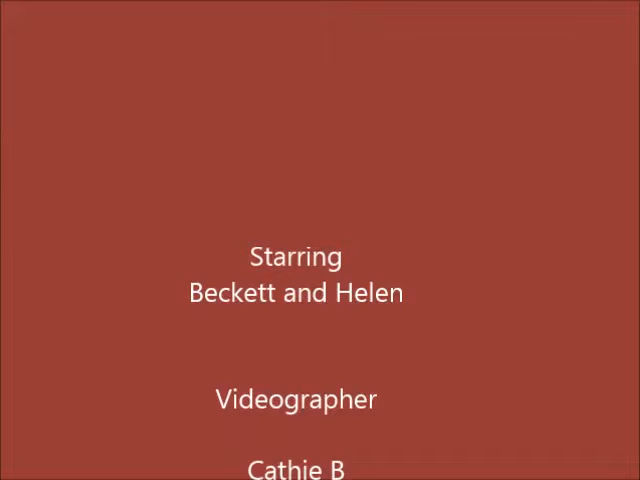 Starring
Beckett and Helen
Videographer
Cathie B